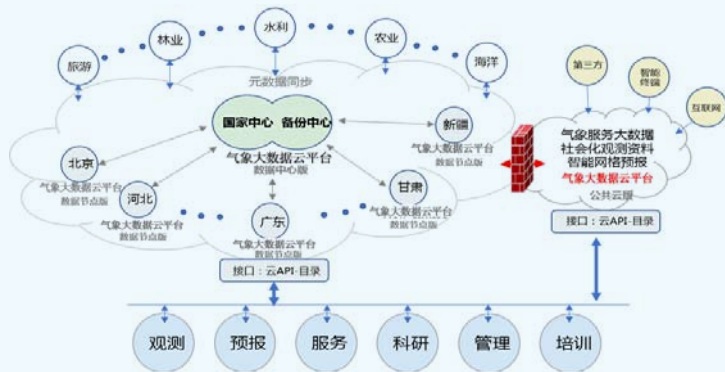 旅游
林业
水利
农业
海洋
元数据同步
国家中心 备份中心
气象大数据云平台
数据中心版
北京
气象大数据云平台
数据节点版
河北
气象大数据云平台
数据节点版
广东
气象大数据云平台
数据节点版
甘肃
气象大数据云平台
数据节点版
新疆
气象大数据云平台
数据节点版
接口：云API-目录
第三方
智能
终端
互联网
气象服务大数据
社会化观测资料
智能网格预报
气象大数据云平台
公共云版
接口：云API-目录
观测
预报
服务
科研
管理
培训